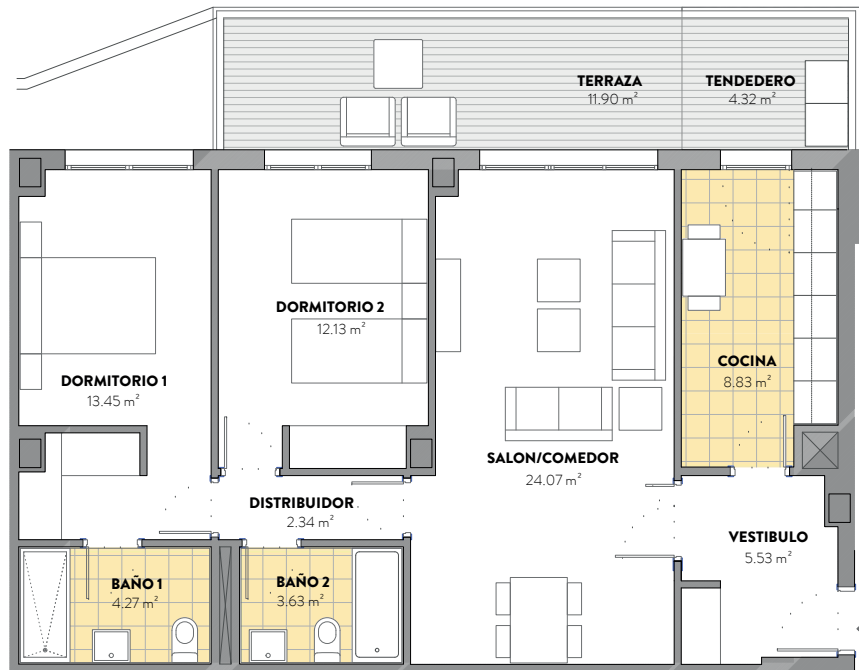 TERRAZA
11.90 m²
TENDEDERO
4.32 m²
DORMITORIO 2
12.13 m²
DORMITORIO 1
13.45 m²
COCINA
8.83 m²
SALON/COMEDOR
24.07 m²
DISTRIBUIDOR
2.34 m²
VESTIBULO
5.53 m²
BAÑO 1
4.27 m²
BAÑO 2
3.63 m²